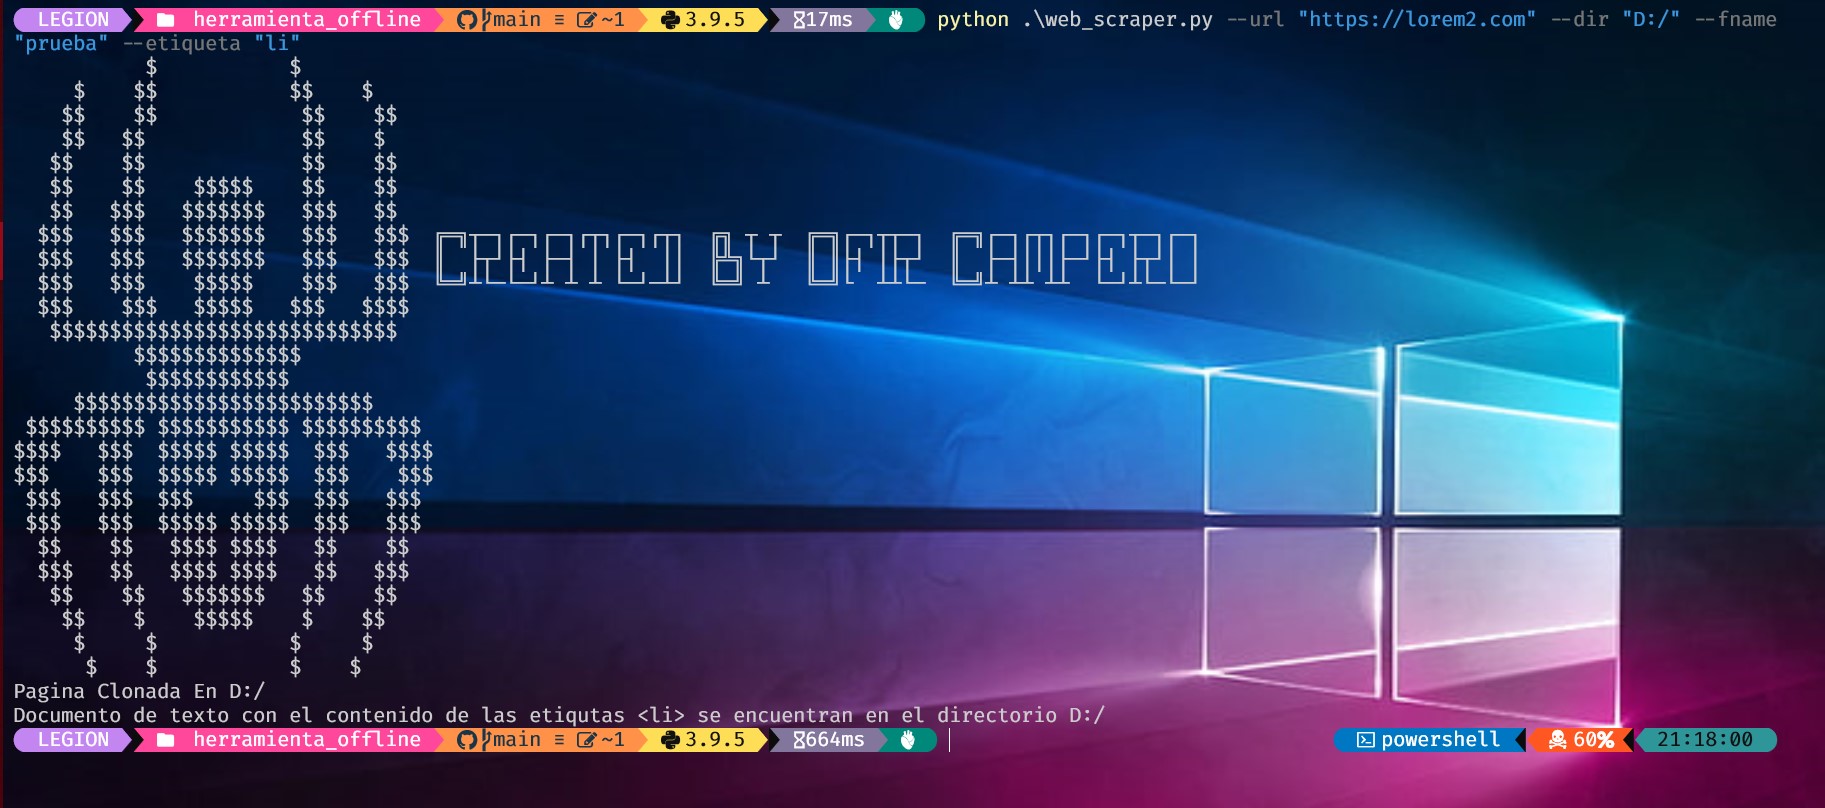 LEGION herramienta_offline main ≡ ~1 3.9.5 17ms python .\web_scraper.py --url "https://lorem2.com" --dir "D:/" --fname
"prueba" --etiqueta "li"
           $           $
     $    $$           $$    $
    $$    $$            $$    $$
    $$   $$             $$    $
   $$    $$             $$    $$
   $$    $$    $$$$$    $$    $$
   $$   $$$   $$$$$$$   $$$   $$
  $$$   $$$   $$$$$$$   $$$   $$$
  $$$   $$$   $$$$$$$   $$$   $$$ CREATED BY OFIR CAMPERO
  $$$   $$$    $$$$$    $$$   $$$
  $$$    $$$   $$$$$   $$$   $$$$
   $$$$$$$$$$$$$$$$$$$$$$$$$$$$$
          $$$$$$$$$$$$$$
           $$$$$$$$$$$$
     $$$$$$$$$$$$$$$$$$$$$$$$$
 $$$$$$$$$$ $$$$$$$$$$$ $$$$$$$$$$
$$$$   $$$  $$$$$ $$$$$  $$$   $$$$
$$$    $$$  $$$$$ $$$$$  $$$    $$$
 $$$   $$$  $$$     $$$  $$$   $$$
 $$$   $$$  $$$$$ $$$$$  $$$   $$$
  $$    $$   $$$$ $$$$   $$    $$
  $$$   $$   $$$$ $$$$   $$   $$$
   $$    $$   $$$$$$$   $$    $$
    $$    $    $$$$$    $    $$
     $     $           $     $
      $    $           $    $
Pagina Clonada En D:/
Documento de texto con el contenido de las etiqutas <li> se encuentran en el directorio D:/
LEGION herramienta_offline main ≡ ~1 3.9.5 664ms powershell 60% 21:18:00